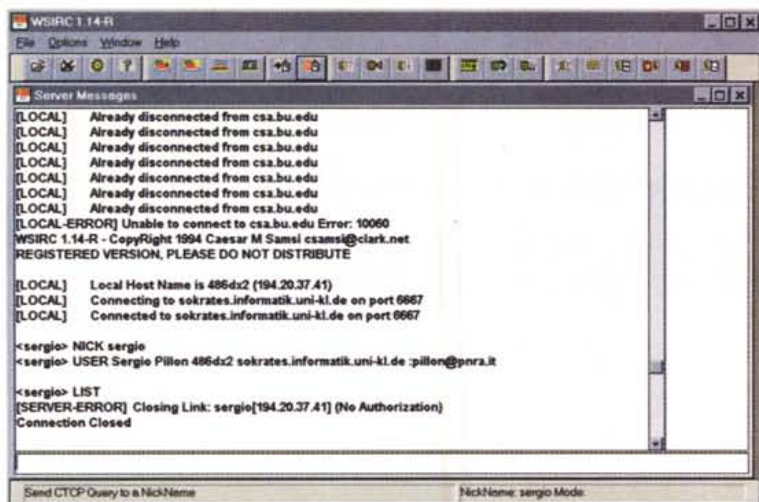 WSIRC 1.14-R
File Options Window Help
Server Messages
[LOCAL] Already disconnected from csa.bu.edu
[LOCAL] Already disconnected from csa.bu.edu
[LOCAL] Already disconnected from csa.bu.edu
[LOCAL] Already disconnected from csa.bu.edu
[LOCAL] Already disconnected from csa.bu.edu
[LOCAL] Already disconnected from csa.bu.edu
[LOCAL] Already disconnected from csa.bu.edu
[LOCAL-ERROR] Unable to connect to csa.bu.edu Error: 10060
WSIRC 1.14-R - CopyRight 1994 Caesar M Samsi csamsi@clark.net
REGISTERED VERSION, PLEASE DO NOT DISTRIBUTE
[LOCAL] Local Host Name is 486dx2 (194.20.37.41)
[LOCAL] Connecting to sokrates.informatik.uni-kl.de on port 6667
[LOCAL] Connected to sokrates.informatik.uni-kl.de on port 6667
<sergio> NICK sergio
<sergio> USER Sergio Pillon 486dx2 sokrates.informatik.uni-kl.de :pillon@pnra.it
<sergio> LIST
[SERVER-ERROR] Closing Link: sergio[194.20.37.41] (No Authorization)
Connection Closed
Send CTCP Query to a NickName NickName: sergio Mode: